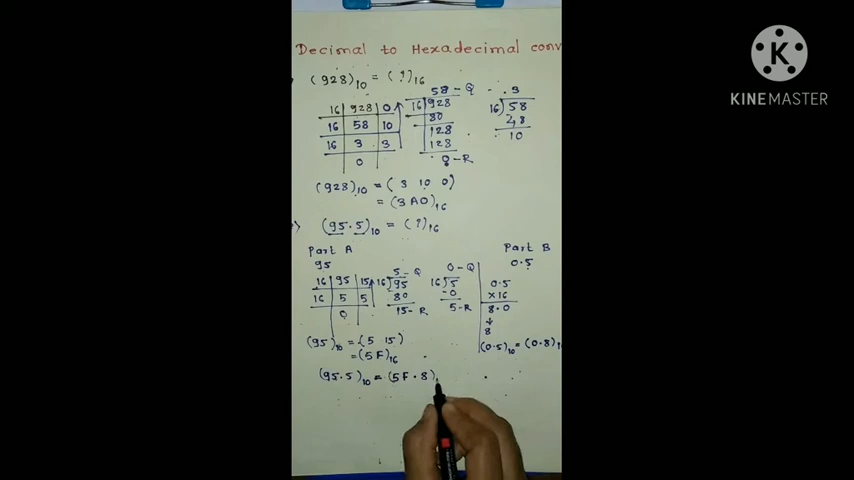 Decimal to Hexadecimal conv
(928)10 = (?)16
16 928 0
16 58 10
16 3 3
0
58 - Q
16 928
80
128
128
0 - R
3
16 58
48
10
(928)10 = (3 10 0)
= (3A0)16
(95.5)10 = (?)16
Part A
95
16 95 15
16 5 5
0
5 - Q
16 95
80
15 - R
0 - Q
16 5
-0
5 - R
Part B
0.5
0.5
x16
8.0
↓
8
(95)10 = (5 15)
= (5F)16
(0.5)10 = (0.8)1
(95.5)10 = (5F.8)
KINEMASTER